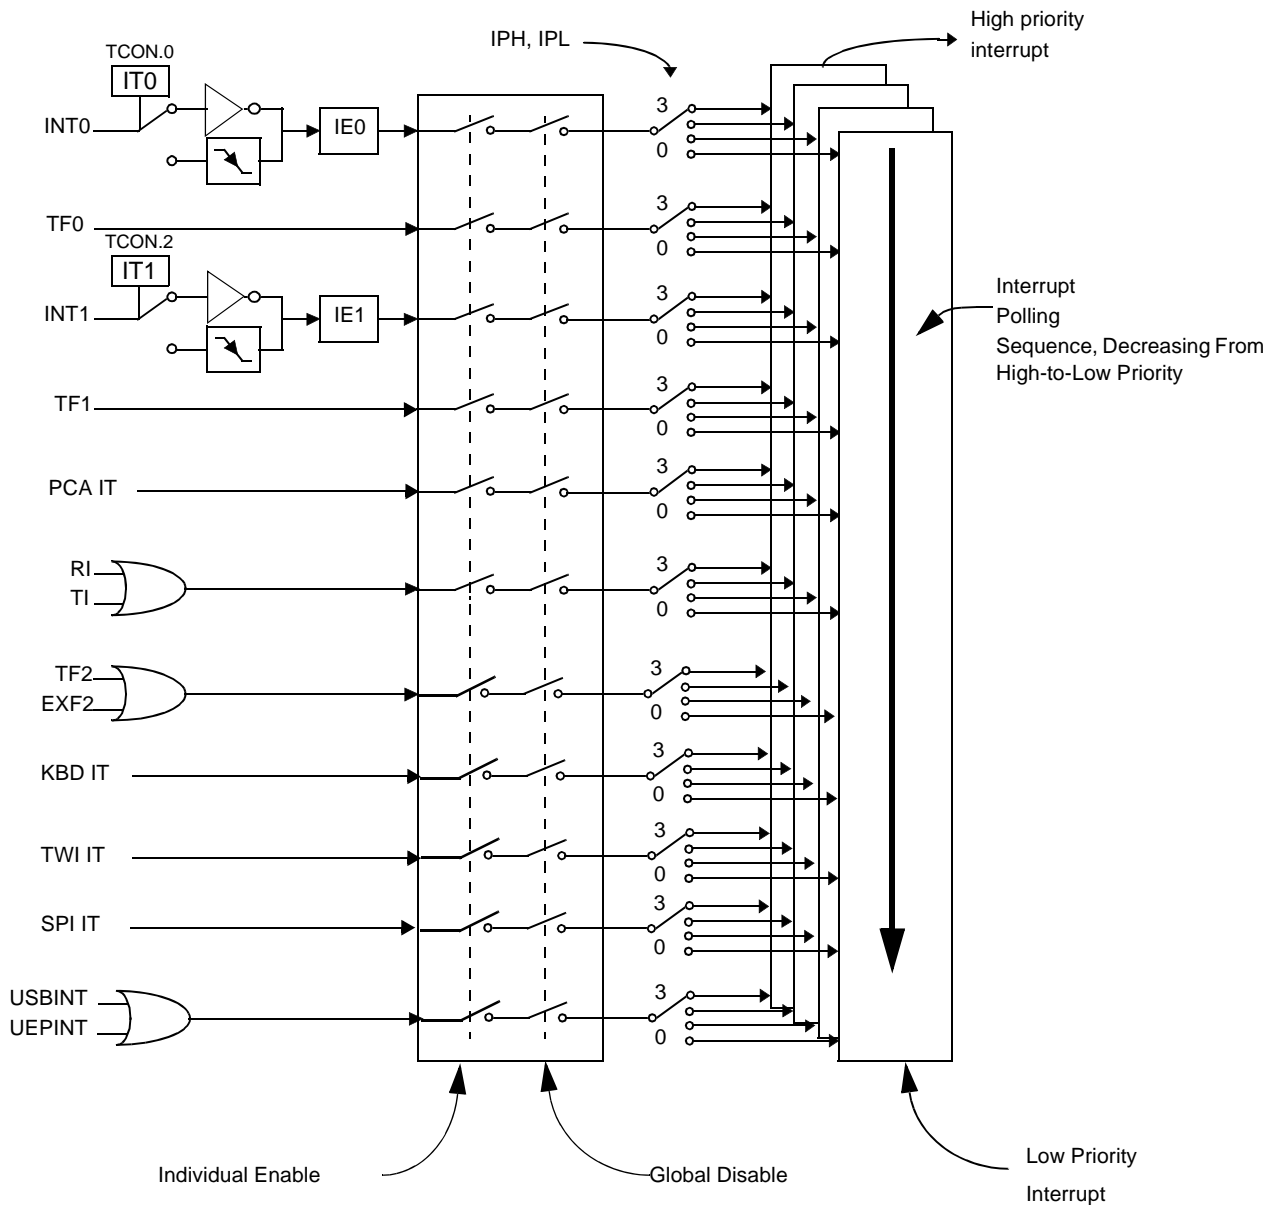 High priority
interrupt
IPH, IPL
TCON.0
IT0
INT0
IE0
3
0
TF0
3
0
TCON.2
IT1
INT1
IE1
3
0
Interrupt
Polling
Sequence, Decreasing From
High-to-Low Priority
TF1
3
0
PCA IT
3
0
RI
TI
3
0
TF2
EXF2
3
0
KBD IT
3
0
TWI IT
3
0
SPI IT
3
0
USBINT
UEPINT
3
0
Individual Enable
Global Disable
Low Priority
Interrupt